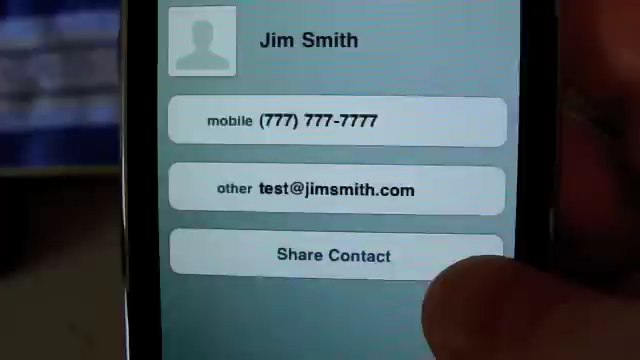 Jim Smith
mobile (777) 777-7777
other test@jimsmith.com
Share Contact